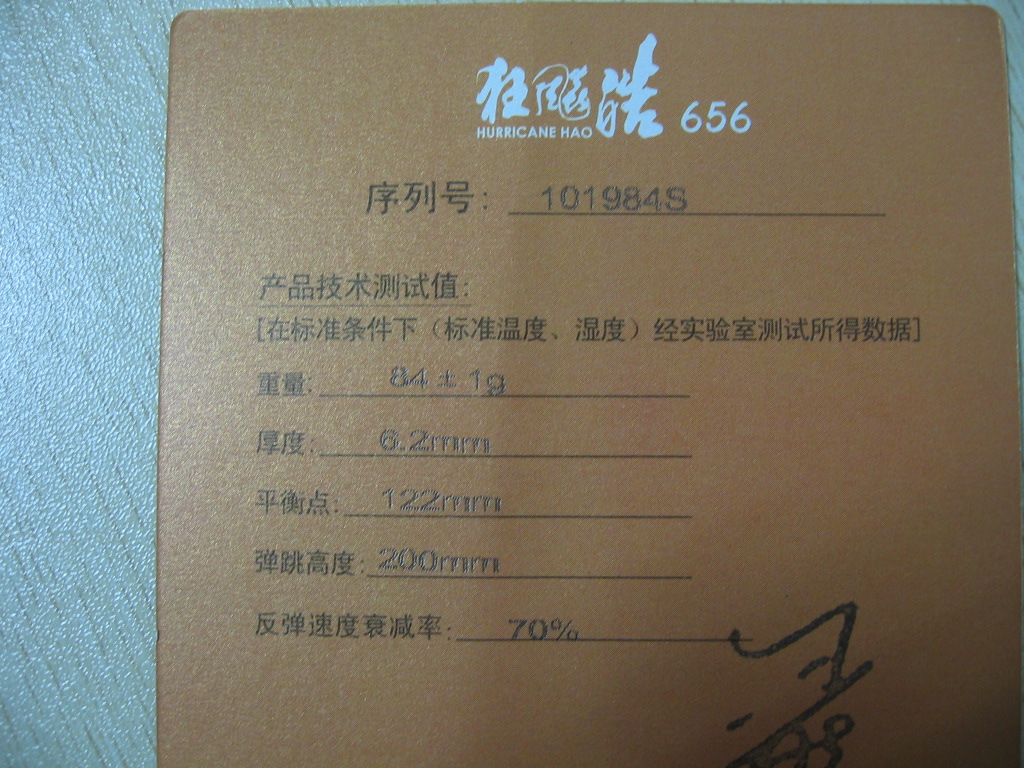 狂飚皓 656
HURRICANE HAO
序列号: 101984S
产品技术测试值:
[在标准条件下（标准温度、湿度）经实验室测试所得数据]
重量: 84±1g
厚度: 6.2mm
平衡点: 122mm
弹跳高度: 200mm
反弹速度衰减率: 70%